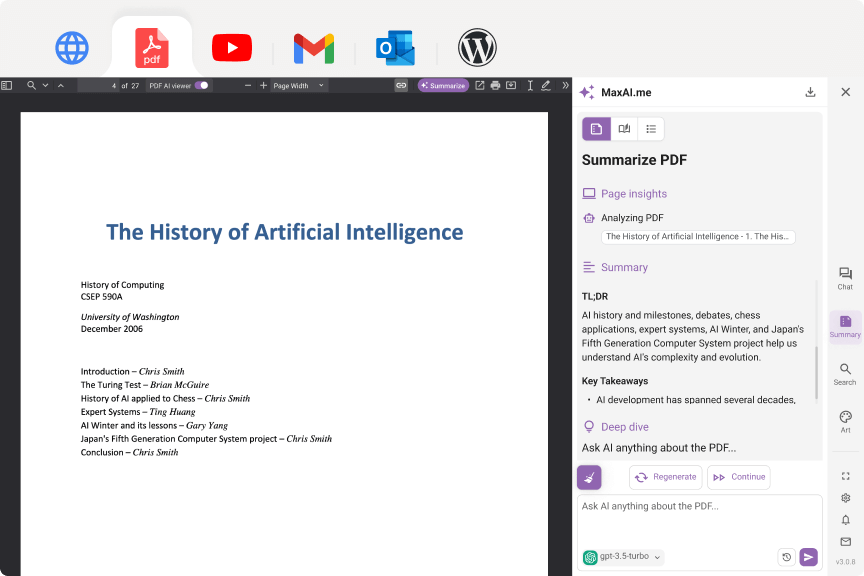 pdf
4 of 27
PDF AI viewer
Page Width
Summarize
The History of Artificial Intelligence
History of Computing
CSEP 590A
University of Washington
December 2006
Introduction – Chris Smith
The Turing Test – Brian McGuire
History of AI applied to Chess – Chris Smith
Expert Systems – Ting Huang
AI Winter and its lessons – Gary Yang
Japan's Fifth Generation Computer System project – Chris Smith
Conclusion – Chris Smith
MaxAI.me
Summarize PDF
Page insights
Analyzing PDF
The History of Artificial Intelligence - 1. The His...
Summary
TL;DR
AI history and milestones, debates, chess
applications, expert systems, AI Winter, and Japan's
Fifth Generation Computer System project help us
understand AI's complexity and evolution.
Key Takeaways
• AI development has spanned several decades,
Deep dive
Ask AI anything about the PDF...
Regenerate
Continue
Ask AI anything about the PDF...
gpt-3.5-turbo
Chat
Summary
Search
Art
v3.0.8